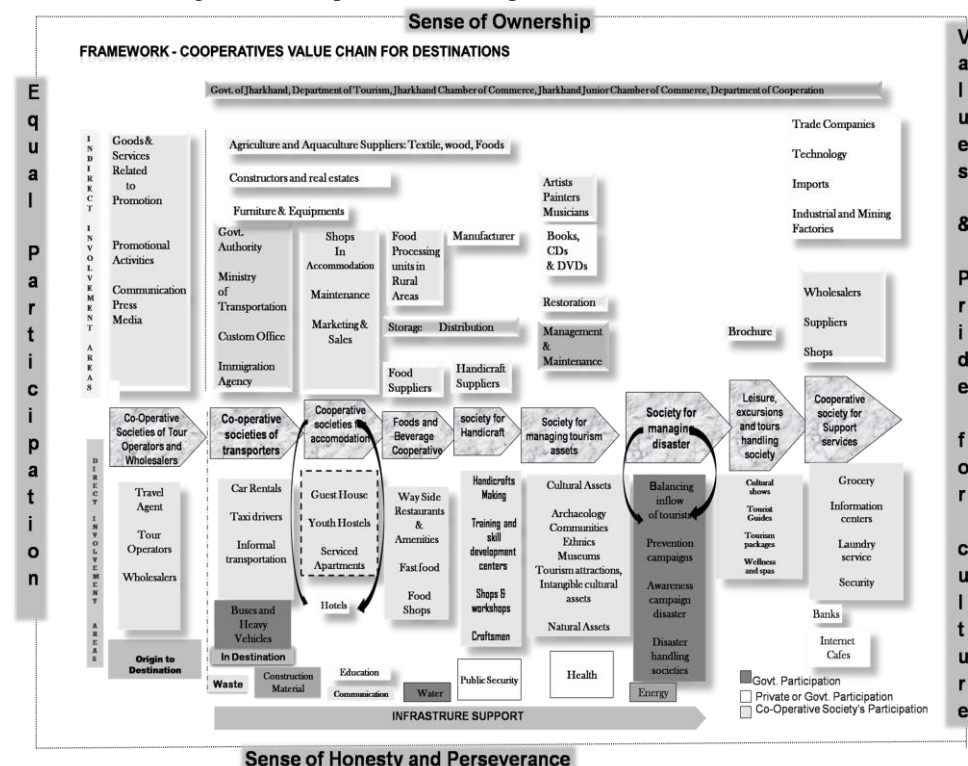 Sense of Ownership
FRAMEWORK - COOPERATIVES VALUE CHAIN FOR DESTINATIONS
Equal Participation
Values & Pride for culture
Govt. of Jharkhand, Department of Tourism, Jharkhand Chamber of Commerce, Jharkhand Junior Chamber of Commerce, Department of Cooperation
INDIRECT INVOLVEMENT AREAS
Goods &
Services
Related
to
Promotion
Promotional
Activities
Communication
Press
Media
Agriculture and Aquaculture Suppliers: Textile, wood, Foods
Constructors and real estates
Furniture & Equipments
Govt.
Authority
Ministry
of
Transportation
Custom Office
Immigration
Agency
Shops
In
Accommodation
Maintenance
Marketing &
Sales
Food
Processing
units in
Rural
Areas
Manufacturer
Storage Distribution
Food
Suppliers
Handicraft
Suppliers
Artists
Painters
Musicians
Books,
CDs
& DVDs
Restoration
Management
&
Maintenance
Brochure
Trade Companies
Technology
Imports
Industrial and Mining
Factories
Wholesalers
Suppliers
Shops
Co-Operative
Societies of Tour
Operators and
Wholesalers
Co-operative
societies of
transporters
Cooperative
societies
accomodation
Foods and
Beverage
Cooperative
society for
Handicraft
Society for
managing tourism
assets
Society for
managing
disaster
Leisure,
excursions
and tours
handling
society
Cooperative
society for
Support
services
DIRECT INVOLVEMENT AREAS
Travel
Agent
Tour
Operators
Wholesalers
Car Rentals
Taxi drivers
Informal
transportation
Buses and
Heavy
Vehicles
Guest House
Youth Hostels
Serviced
Apartments
Hotels
Way Side
Restaurants
&
Amenities
Fast food
Food
Shops
Handicrafts
Making
Training and
skill
development
centers
Shops &
workshops
Craftsmen
Cultural Assets
Archaeology
Communities
Ethnics
Museums
Tourism attractions,
Intangible cultural
assets
Natural Assets
Balancing
inflow
of tourists
Prevention
campaigns
Awareness
campaign
disaster
Disaster
handling
societies
Cultural
shows
Tourist
Guides
Tourism
packages
Wellness
and spas
Grocery
Information
centers
Laundry
service
Security
Banks
Internet
Cafes
Origin to
Destination
In Destination
Waste
Construction
Material
Education
Communication
Water
Public Security
Health
Energy
Govt. Participation
Private or Govt. Participation
Co-Operative Society's Participation
INFRASTRURE SUPPORT
Sense of Honesty and Perseverance